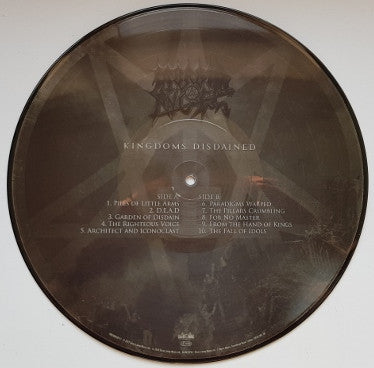 MORBID ANGEL
KINGDOMS DISDAINED
SIDE A
1. PILES OF LITTLE ARMS
2. D.E.A.D
3. GARDEN OF DISDAIN
4. THE RIGHTEOUS VOICE
5. ARCHITECT AND ICONOCLAST
SIDE B
6. PARADIGMS WARPED
7. THE PILLARS CRUMBLING
8. FOR NO MASTER
9. FROM THE HAND OF KINGS
10. THE FALL OF IDOLS